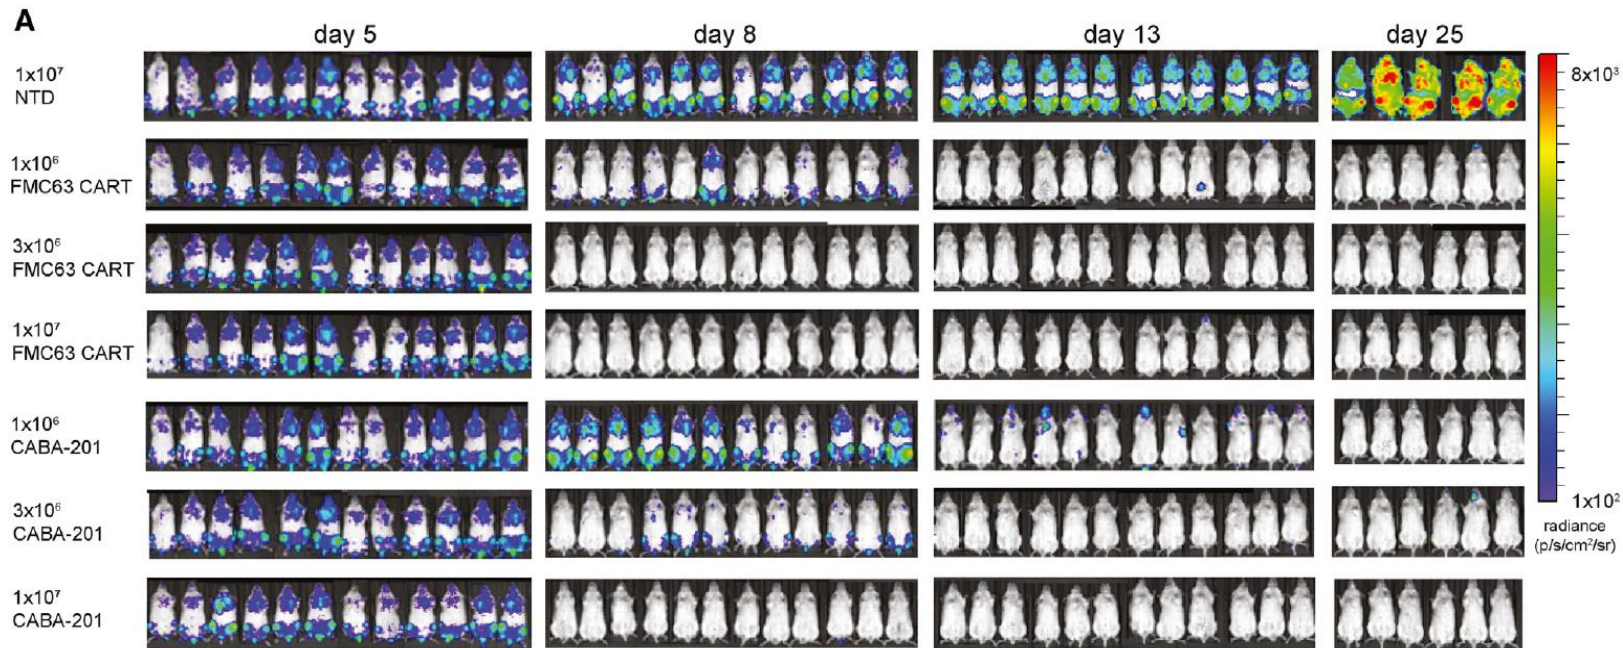 A
day 5
day 8
day 13
day 25
1x10⁷
NTD
8x10³
1x10⁶
FMC63 CART
3x10⁶
FMC63 CART
1x10⁷
FMC63 CART
1x10⁶
CABA-201
3x10⁶
CABA-201
1x10²
radiance
(p/s/cm²/sr)
1x10⁷
CABA-201